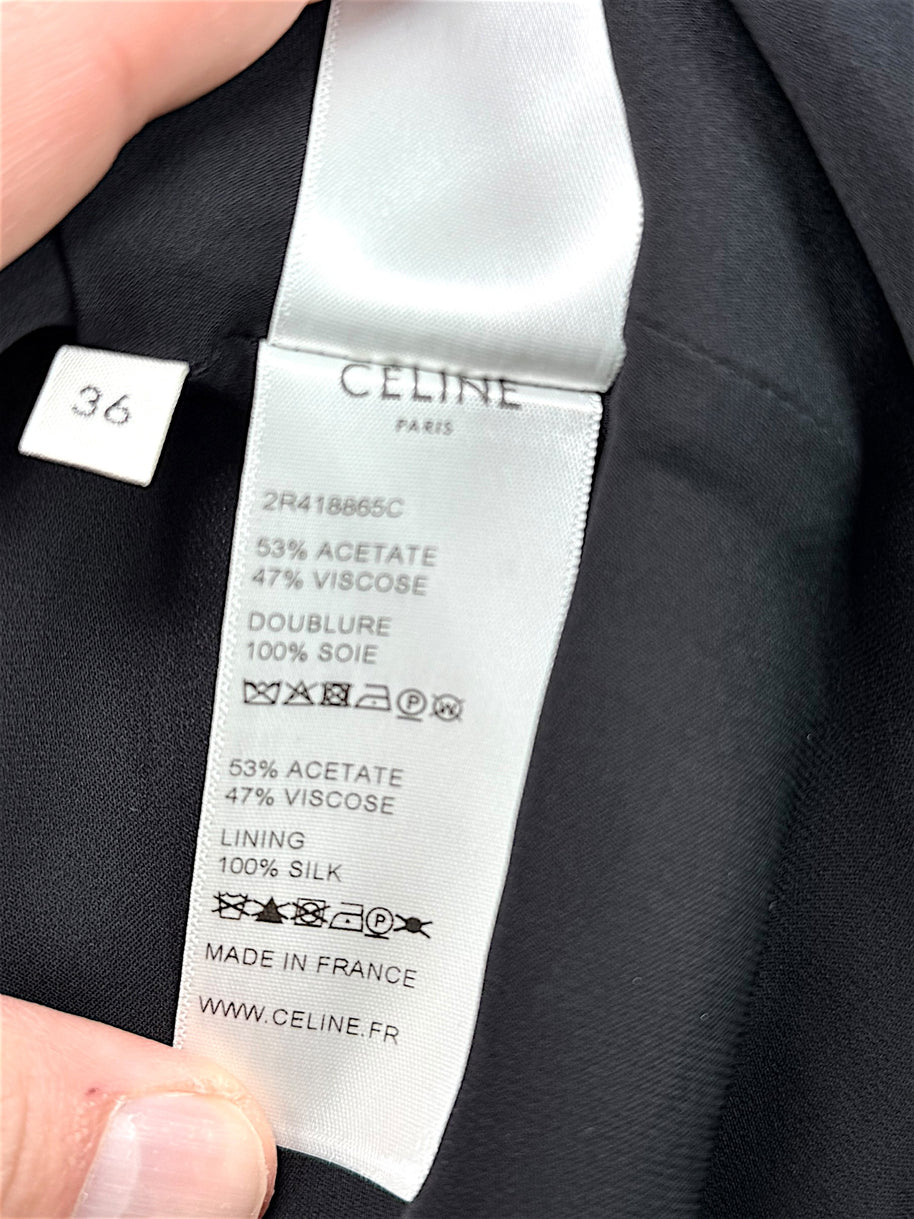 36
CELINE
PARIS
2R418865C
53% ACETATE
47% VISCOSE
DOUBLURE
100% SOIE
P W
53% ACETATE
47% VISCOSE
LINING
100% SILK
P
MADE IN FRANCE
WWW.CELINE.FR